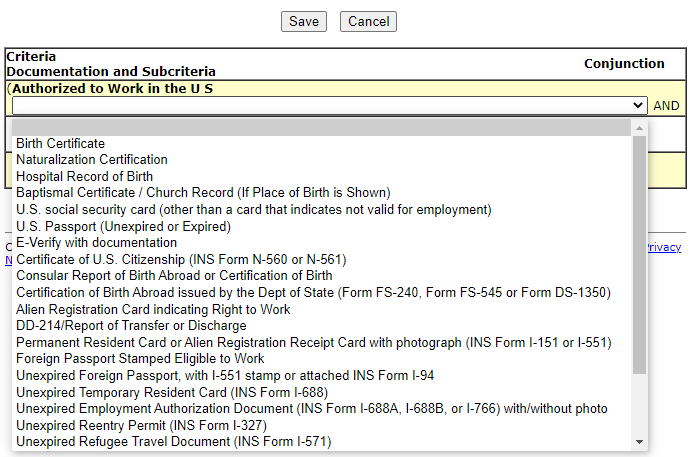 Save Cancel
Criteria
Documentation and Subcriteria Conjunction
(Authorized to Work in the U S
AND
Birth Certificate
Naturalization Certification
Hospital Record of Birth
Baptismal Certificate / Church Record (If Place of Birth is Shown)
U.S. social security card (other than a card that indicates not valid for employment)
U.S. Passport (Unexpired or Expired)
E-Verify with documentation
Certificate of U.S. Citizenship (INS Form N-560 or N-561)
Consular Report of Birth Abroad or Certification of Birth
Certification of Birth Abroad issued by the Dept of State (Form FS-240, Form FS-545 or Form DS-1350)
Alien Registration Card indicating Right to Work
DD-214/Report of Transfer or Discharge
Permanent Resident Card or Alien Registration Receipt Card with photograph (INS Form I-151 or I-551)
Foreign Passport Stamped Eligible to Work
Unexpired Foreign Passport, with I-551 stamp or attached INS Form I-94
Unexpired Temporary Resident Card (INS Form I-688)
Unexpired Employment Authorization Document (INS Form I-688A, I-688B, or I-766) with/without photo
Unexpired Reentry Permit (INS Form I-327)
Unexpired Refugee Travel Document (INS Form I-571)